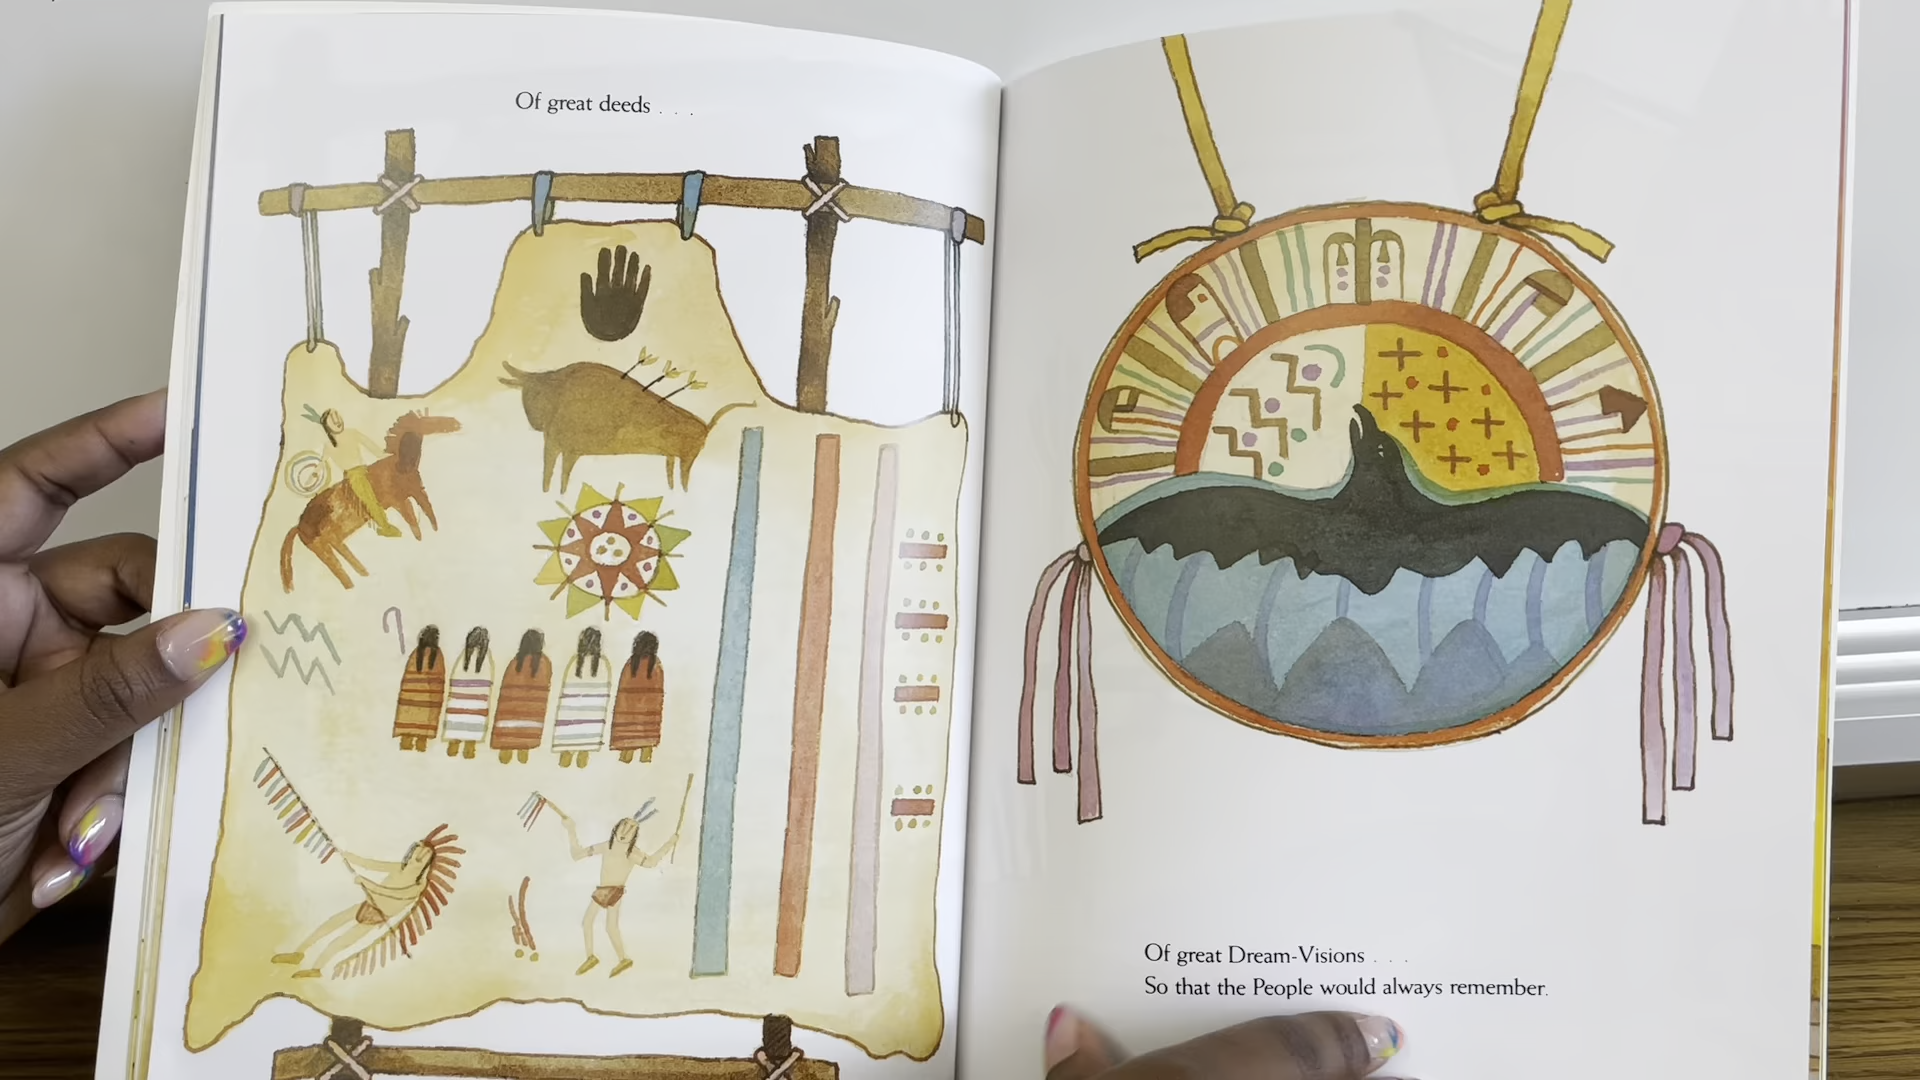 Of great deeds . . .
Of great Dream-Visions . . .
So that the People would always remember.